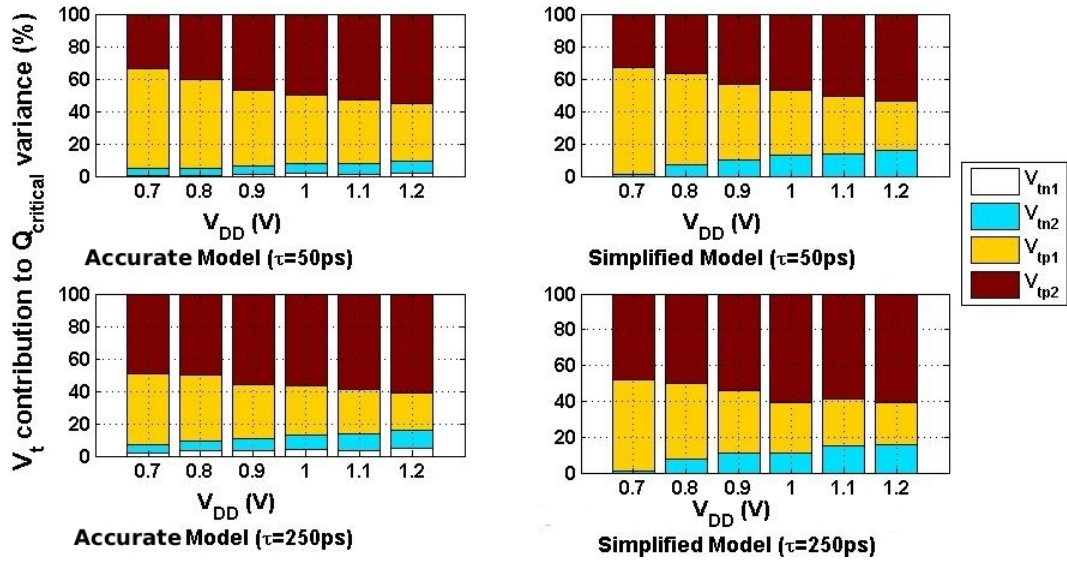 V_t contribution to Q_critical variance (%)
100
80
60
40
20
0
0.7 0.8 0.9 1 1.1 1.2
V_DD (V)
Accurate Model (τ=50ps)
100
80
60
40
20
0
0.7 0.8 0.9 1 1.1 1.2
V_DD (V)
Simplified Model (τ=50ps)
V_tn1
V_tn2
V_tp1
V_tp2
100
80
60
40
20
0
0.7 0.8 0.9 1 1.1 1.2
V_DD (V)
Accurate Model (τ=250ps)
100
80
60
40
20
0
0.7 0.8 0.9 1 1.1 1.2
V_DD (V)
Simplified Model (τ=250ps)